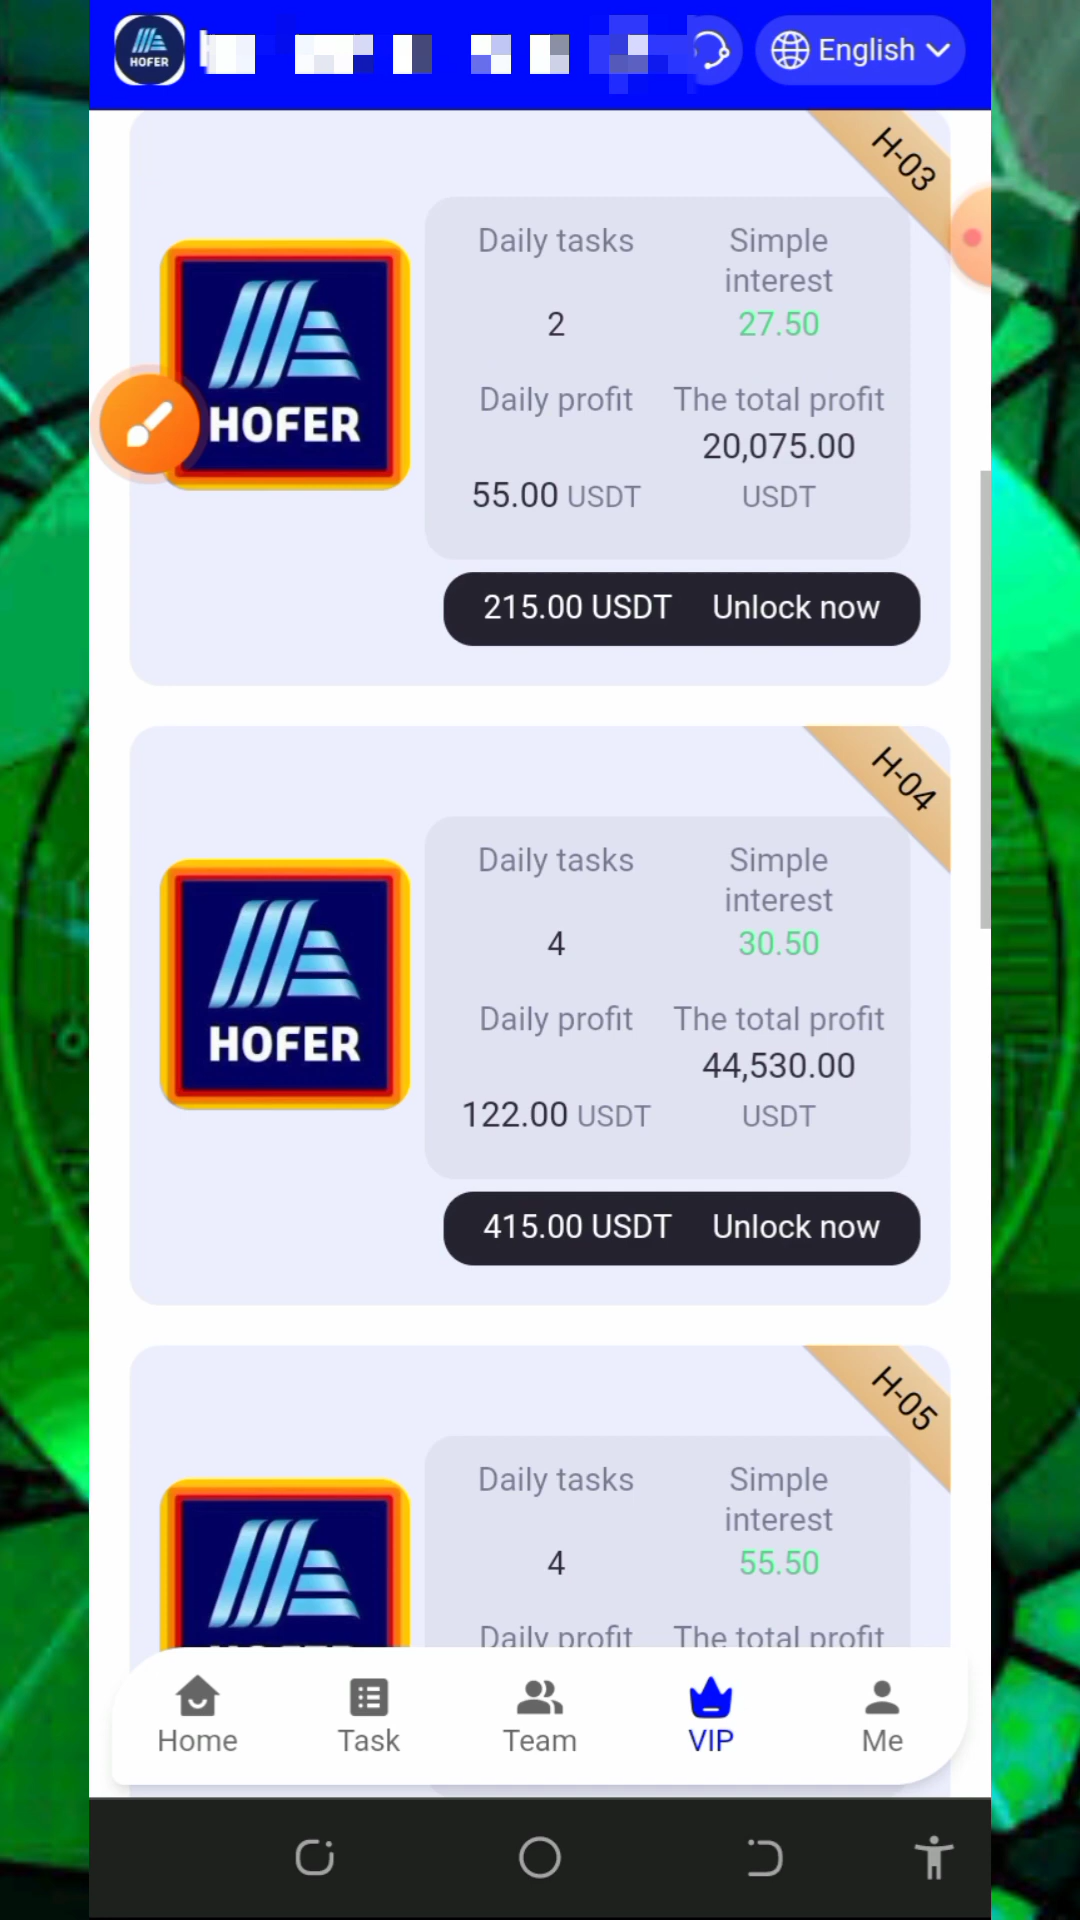 HOFER
English
H-03
Daily tasks
Simple
interest
2
27.50
Daily profit
The total profit
20,075.00
55.00 USDT
USDT
HOFER
215.00 USDT Unlock now
H-04
Daily tasks
Simple
interest
4
30.50
Daily profit
The total profit
44,530.00
122.00 USDT
USDT
HOFER
415.00 USDT Unlock now
H-05
Daily tasks
Simple
interest
4
55.50
Daily profit
The total profit
HOFER
Home
Task
Team
VIP
Me